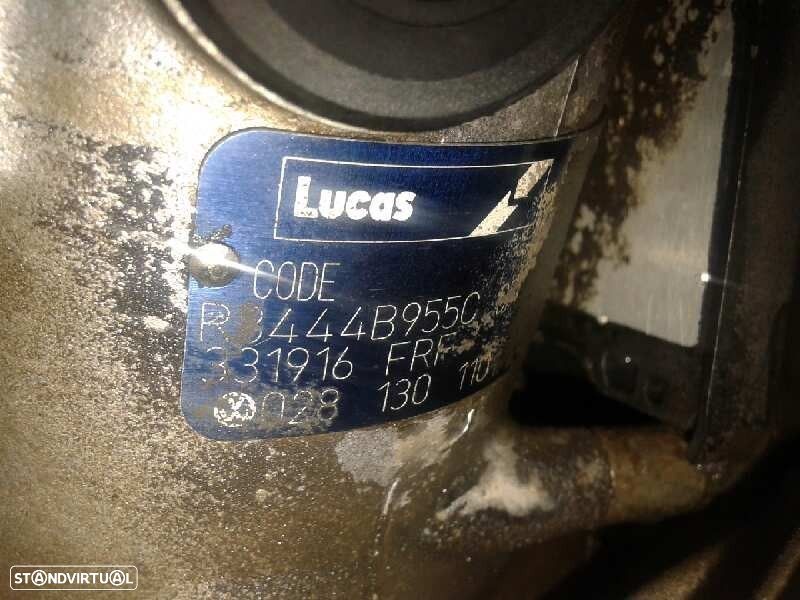 Lucas
CODE
R8444B955C
331916 FRF
028 130 110
STANDVIRTUAL